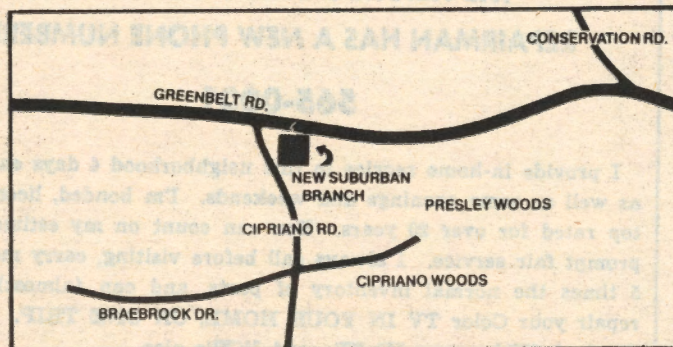 CONSERVATION RD.
GREENBELT RD.
NEW SUBURBAN
BRANCH
PRESLEY WOODS
CIPRIANO RD.
CIPRIANO WOODS
BRAEBROOK DR.